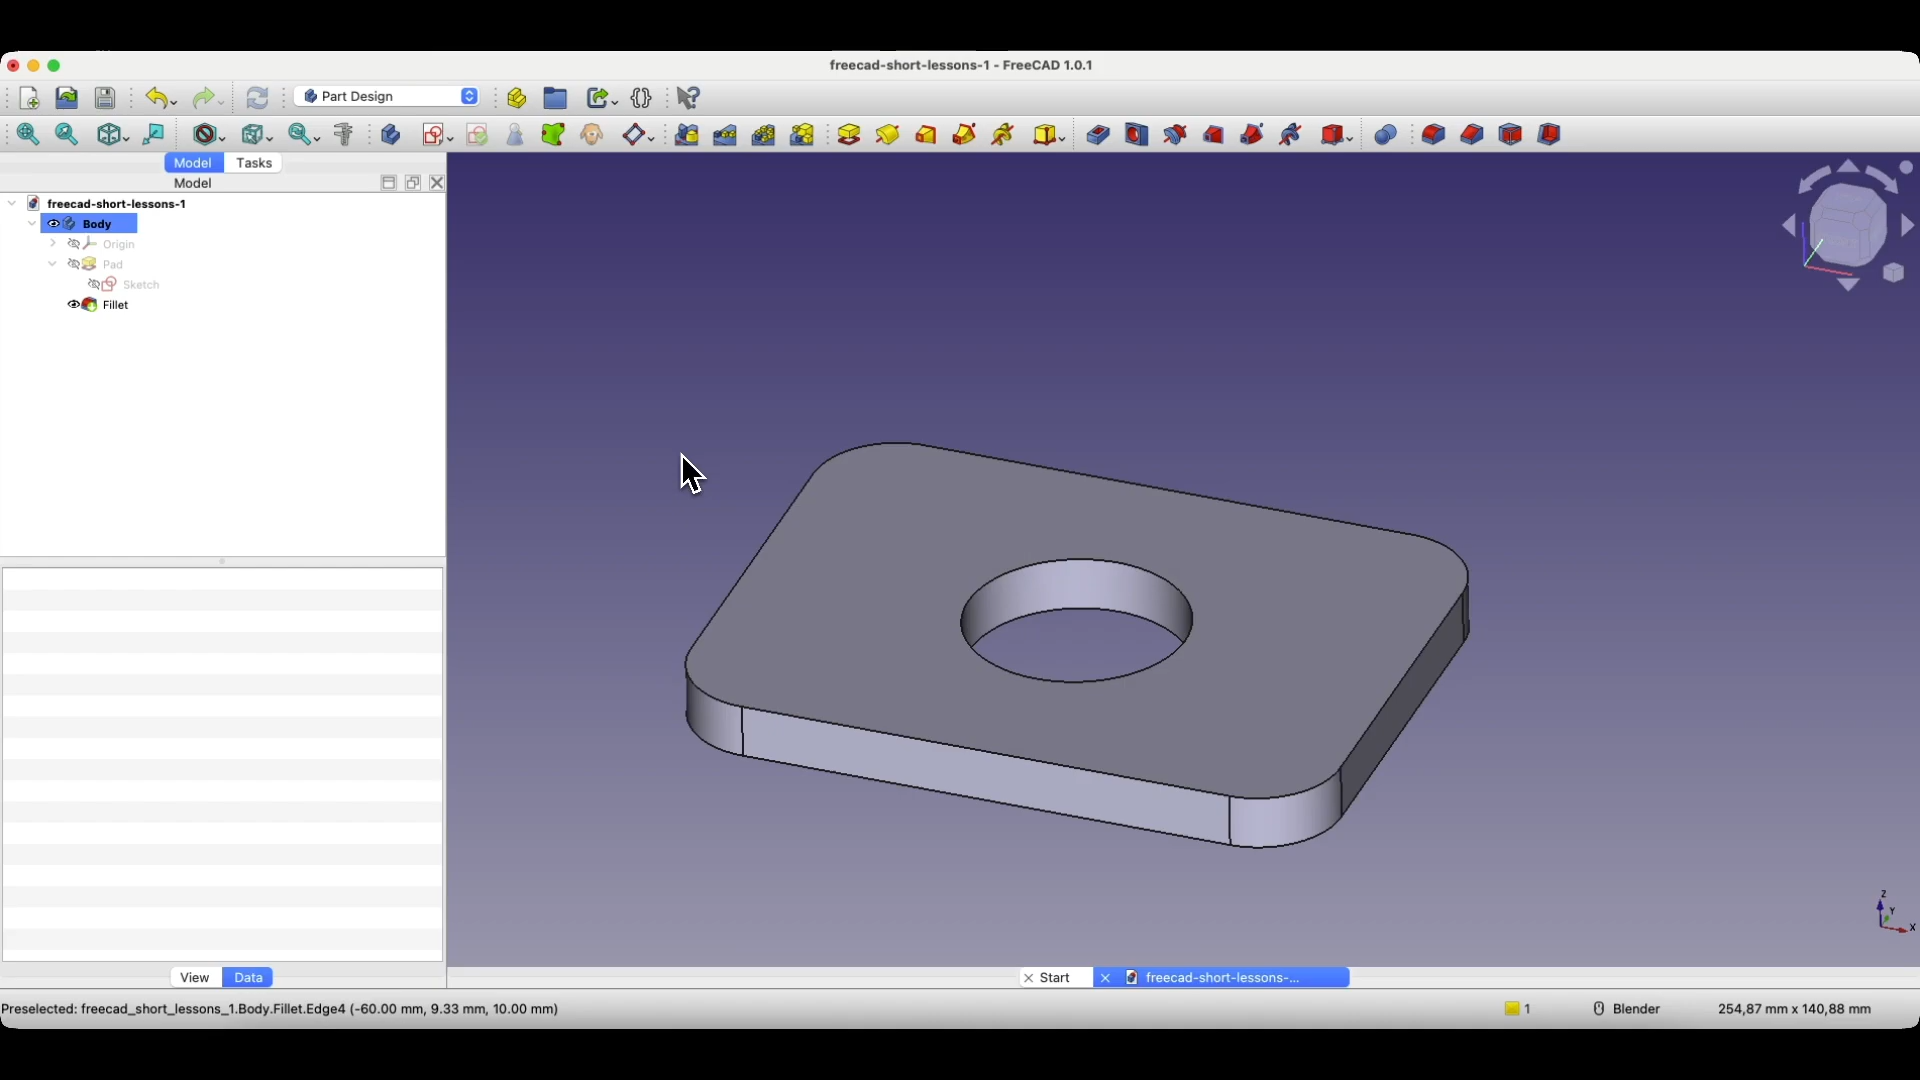 freecad-short-lessons-1 - FreeCAD 1.0.1
Part Design
Model
Tasks
Model
freecad-short-lessons-1
Body
Origin
Pad
Sketch
Fillet
Z
Y
X
View
Data
Start
freecad-short-lessons-...
Preselected: freecad_short_lessons_1.Body.Fillet.Edge4 (-60.00 mm, 9.33 mm, 10.00 mm)
1
Blender
254,87 mm x 140,88 mm